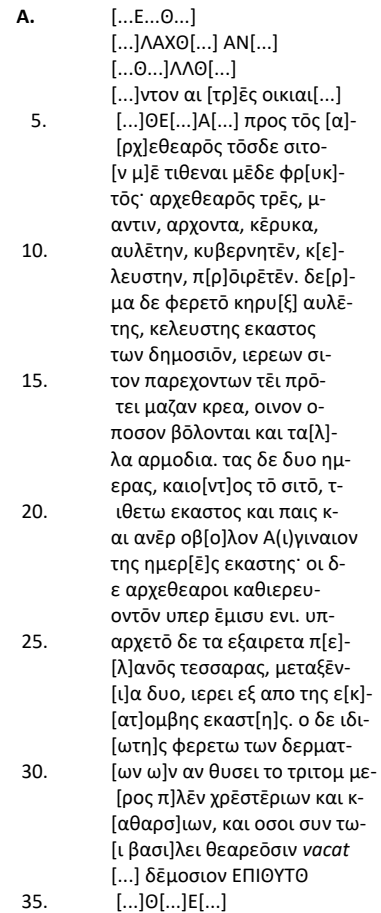 A. [...Ε...Θ...]
[...]ΛΑΧΘ[...] ΑΝ[...]
[...Θ...]ΛΛΘ[...]
[...]ντον αι [τρ]ε̄ς οικιαι[...]
5. [...]ΘΕ[...]Α[...] προς τōς [α]-
[ρχ]εθεαρōς τōσδε σιτο-
[ν μ]ε̄ τιθεναι με̄δε φρ[υκ]-
τōς· αρχεθεαρōς τρε̄ς, μ-
αντιν, αρχοντα, κε̄ρυκα,
10. αυλε̄την, κυβερνητε̄ν, κ[ε]-
λευστην, π[ρ]ōιρε̄τε̄ν. δε[ρ]-
μα δε φερετō κηρυ[ξ] αυλε̄-
της, κελευστης εκαστος
των δημοσιōν, ιερεων σι-
15. τον παρεχοντων τε̄ι πρō-
τει μαζαν κρεα, οινον ο-
ποσον βōλονται και τα[λ]-
λα αρμοδια. τας δε δυο ημ-
ερας, καιο[ντ]ος τō σιτō, τ-
20. ιθετω εκαστος και παις κ-
αι ανε̄ρ οβ[ο]λον Α(ι)γιναιον
της ημερ[ε̄]ς εκαστης· οι δ-
ε αρχεθεαροι καθιερευ-
οντōν υπερ ε̄μισυ ενι. υπ-
25. αρχετō δε τα εξαιρετα π[ε]-
[λ]ανōς τεσσαρας, μεταξε̄ν-
[ι]α δυο, ιερει εξ απο της ε[κ]-
[ατ]ομβης εκαστ[η]ς. ο δε ιδι-
[ωτη]ς φερετω των δερματ-
30. [ων ω]ν αν θυσει το τριτομ με-
[ρος π]λε̄ν χρε̄στε̄ριων και κ-
[αθαρσ]ιων, και οσοι συν τω-
[ι βασι]λει θεαρεōσιν vacat
[...] δε̄μοσιον ΕΠΙΘΥΤΘ
35. [...]Θ[...]Ε[...]